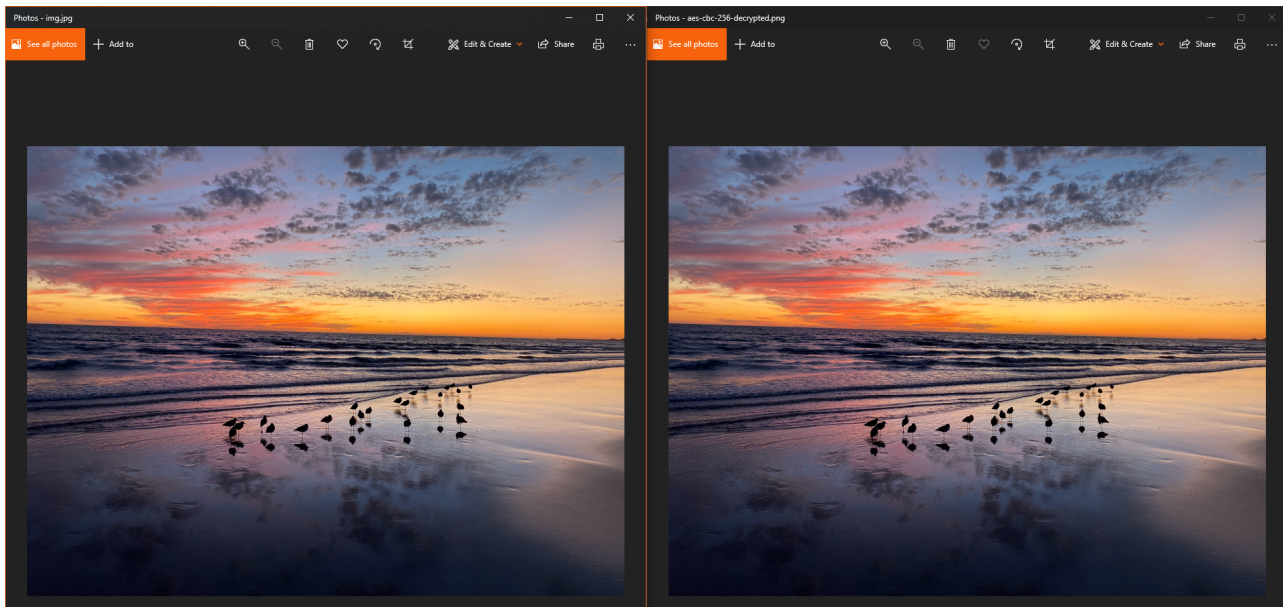 Photos - img.jpg
See all photos + Add to Edit & Create Share ...
Photos - aes-cbc-256-decrypted.png
See all photos + Add to Edit & Create Share ...